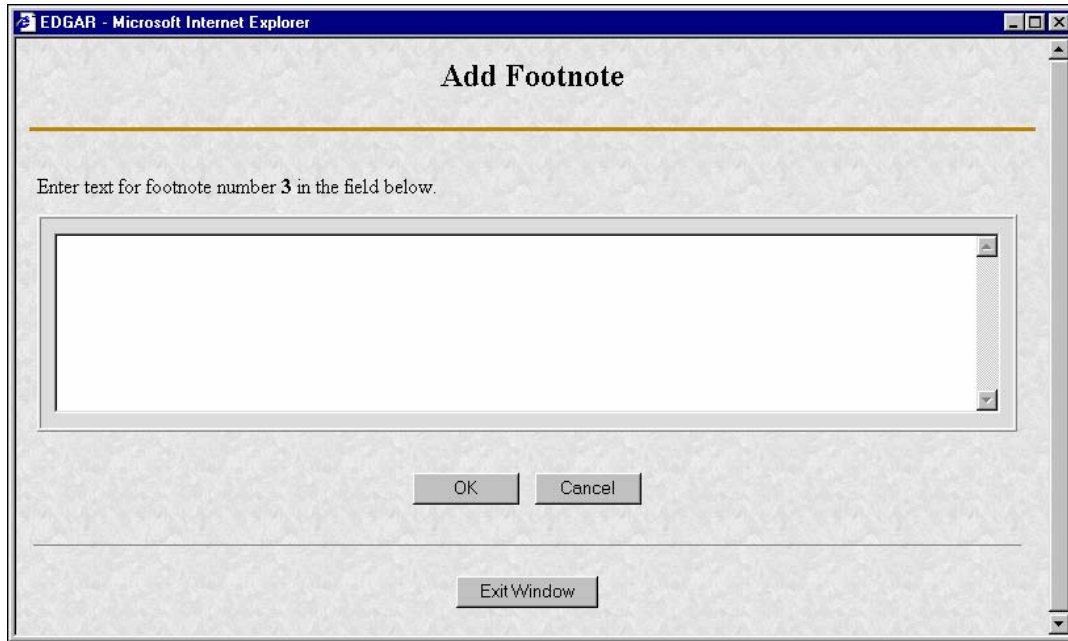 EDGAR - Microsoft Internet Explorer
Add Footnote
Enter text for footnote number 3 in the field below.
OK Cancel
Exit Window